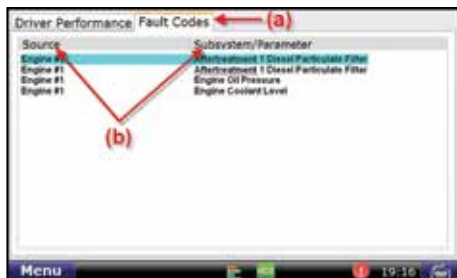 Driver Performance Fault Codes (a)
Source Subsystem/Parameter
Engine #1 Aftertreatment 1 Diesel Particulate Filter
Engine #1 Aftertreatment 1 Diesel Particulate Filter
Engine #1 Engine Oil Pressure
Engine #1 Engine Coolant Level
(b)
Menu 19:16